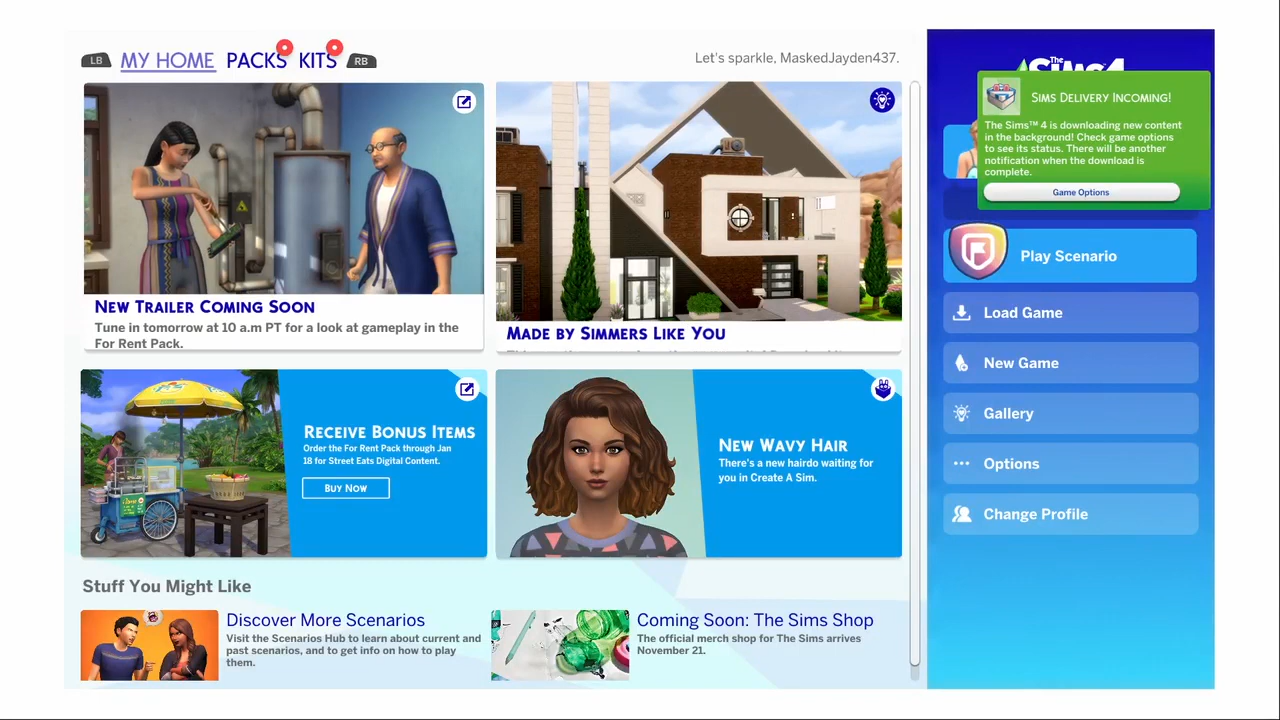 LB
MY HOME
PACKS
KITS
RB
Let's sparkle, MaskedJayden437.
NEW TRAILER COMING SOON
Tune in tomorrow at 10 a.m PT for a look at gameplay in the
For Rent Pack.
MADE BY SIMMERS LIKE YOU
RECEIVE BONUS ITEMS
Order the For Rent Pack through Jan
18 for Street Eats Digital Content.
BUY NOW
NEW WAVY HAIR
There's a new hairdo waiting for
you in Create A Sim.
Stuff You Might Like
Discover More Scenarios
Visit the Scenarios Hub to learn about current and
past scenarios, and to get info on how to play
them.
Coming Soon: The Sims Shop
The official merch shop for The Sims arrives
November 21.
The Sims 4
SIMS DELIVERY INCOMING!
The Sims™ 4 is downloading new content
in the background! Check game options
to see its status. There will be another
notification when the download is
complete.
Game Options
Play Scenario
Load Game
New Game
Gallery
Options
Change Profile